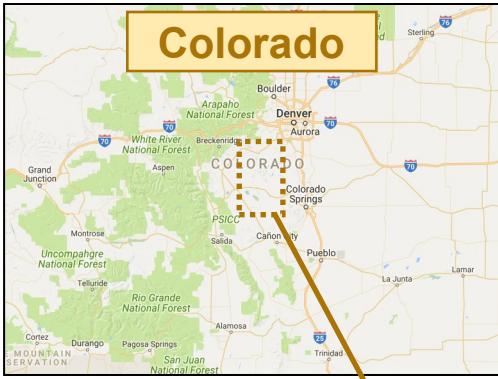 Colorado
Sterling
76
Boulder
76
Arapaho
National Forest
Denver
Aurora
70
70
White River
National Forest
70
Breckenridge
COLORADO
70
Grand
Junction
Aspen
Colorado
Springs
PSICC
Montrose
Salida
Cañon City
Uncompahgre
National Forest
Pueblo
Telluride
La Junta
Lamar
Rio Grande
National Forest
Alamosa
25
Cortez
Durango
Pagosa Springs
Trinidad
E MOUNTAIN
SERVATION
San Juan
National Forest